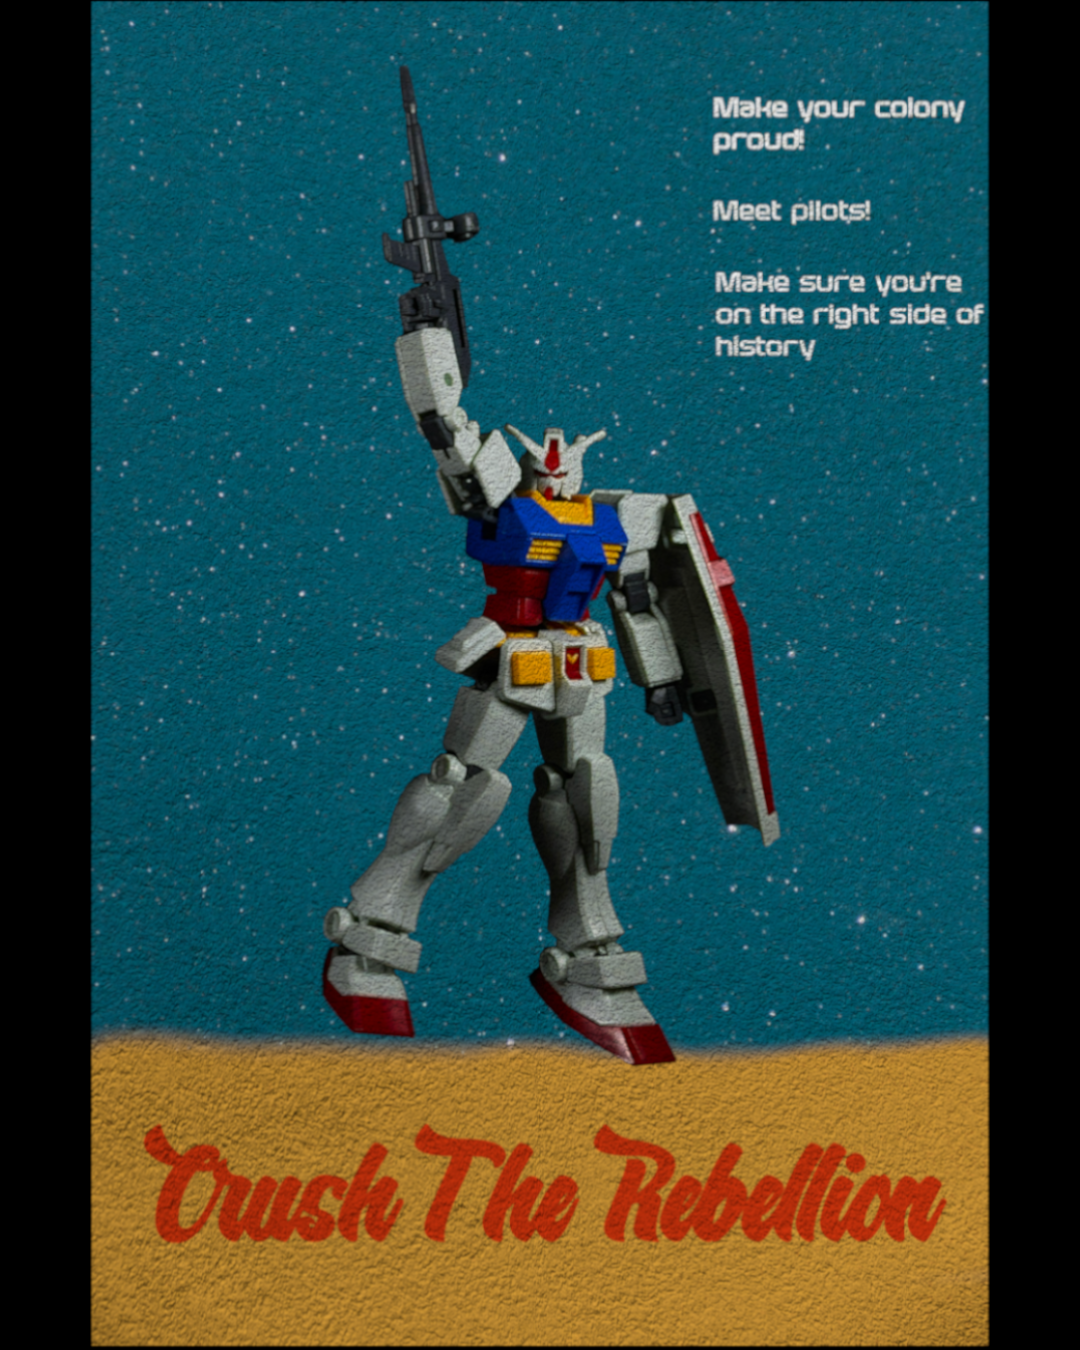 Make your colony
proud!
Meet pilots!
Make sure you're
on the right side of
history
Crush The Rebellion